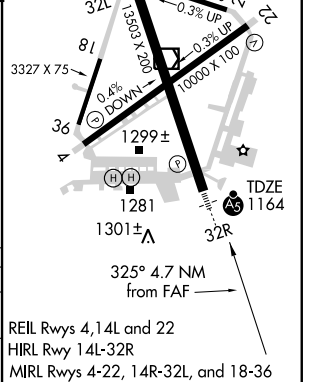 32L
0.3% UP
22
13503 X 200
18
0.3% UP
V
3327 X 75
10000 X 100
0.4%
DOWN
P
36
4
1299±
P
H H
TDZE
1281
A5
1164
1301±
32R
325° 4.7 NM
from FAF
REIL Rwys 4,14L and 22
HIRL Rwy 14L-32R
MIRL Rwys 4-22, 14R-32L, and 18-36